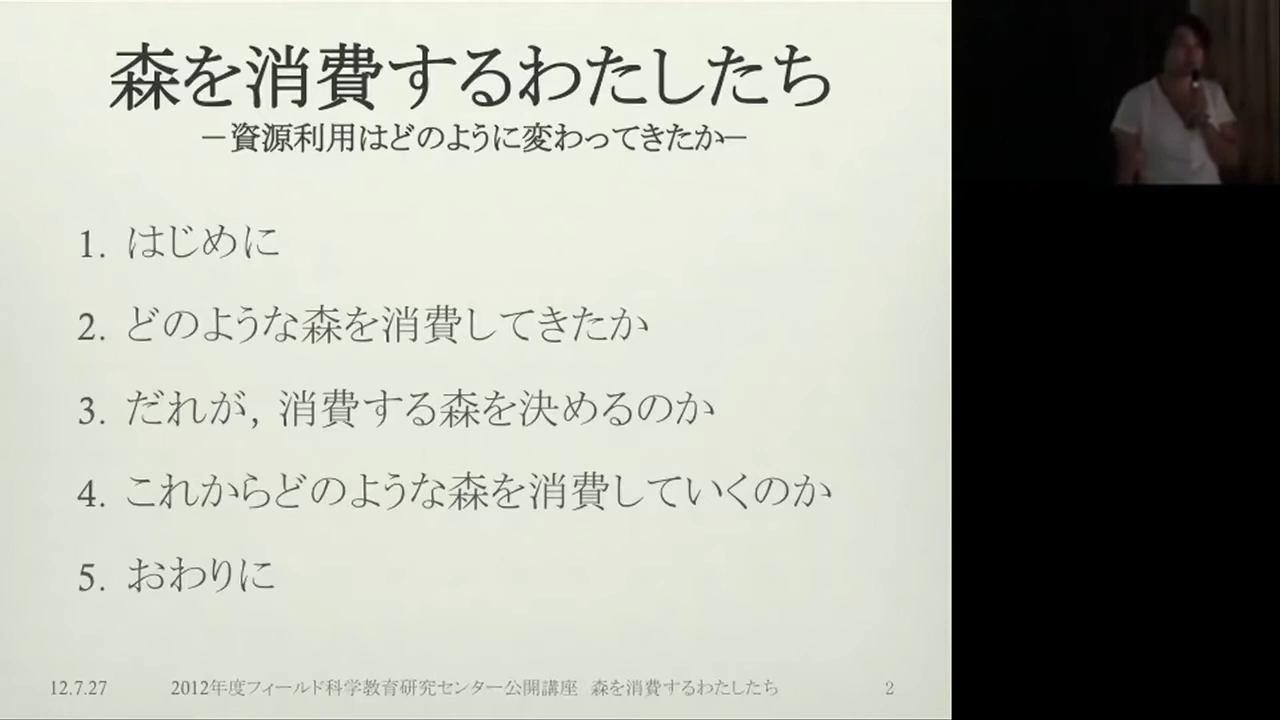 森を消費するわたしたち
－資源利用はどのように変わってきたか－
1. はじめに
2. どのような森を消費してきたか
3. だれが，消費する森を決めるのか
4. これからどのような森を消費していくのか
5. おわりに
12.7.27 2012年度フィールド科学教育研究センター公開講座 森を消費するわたしたち 2